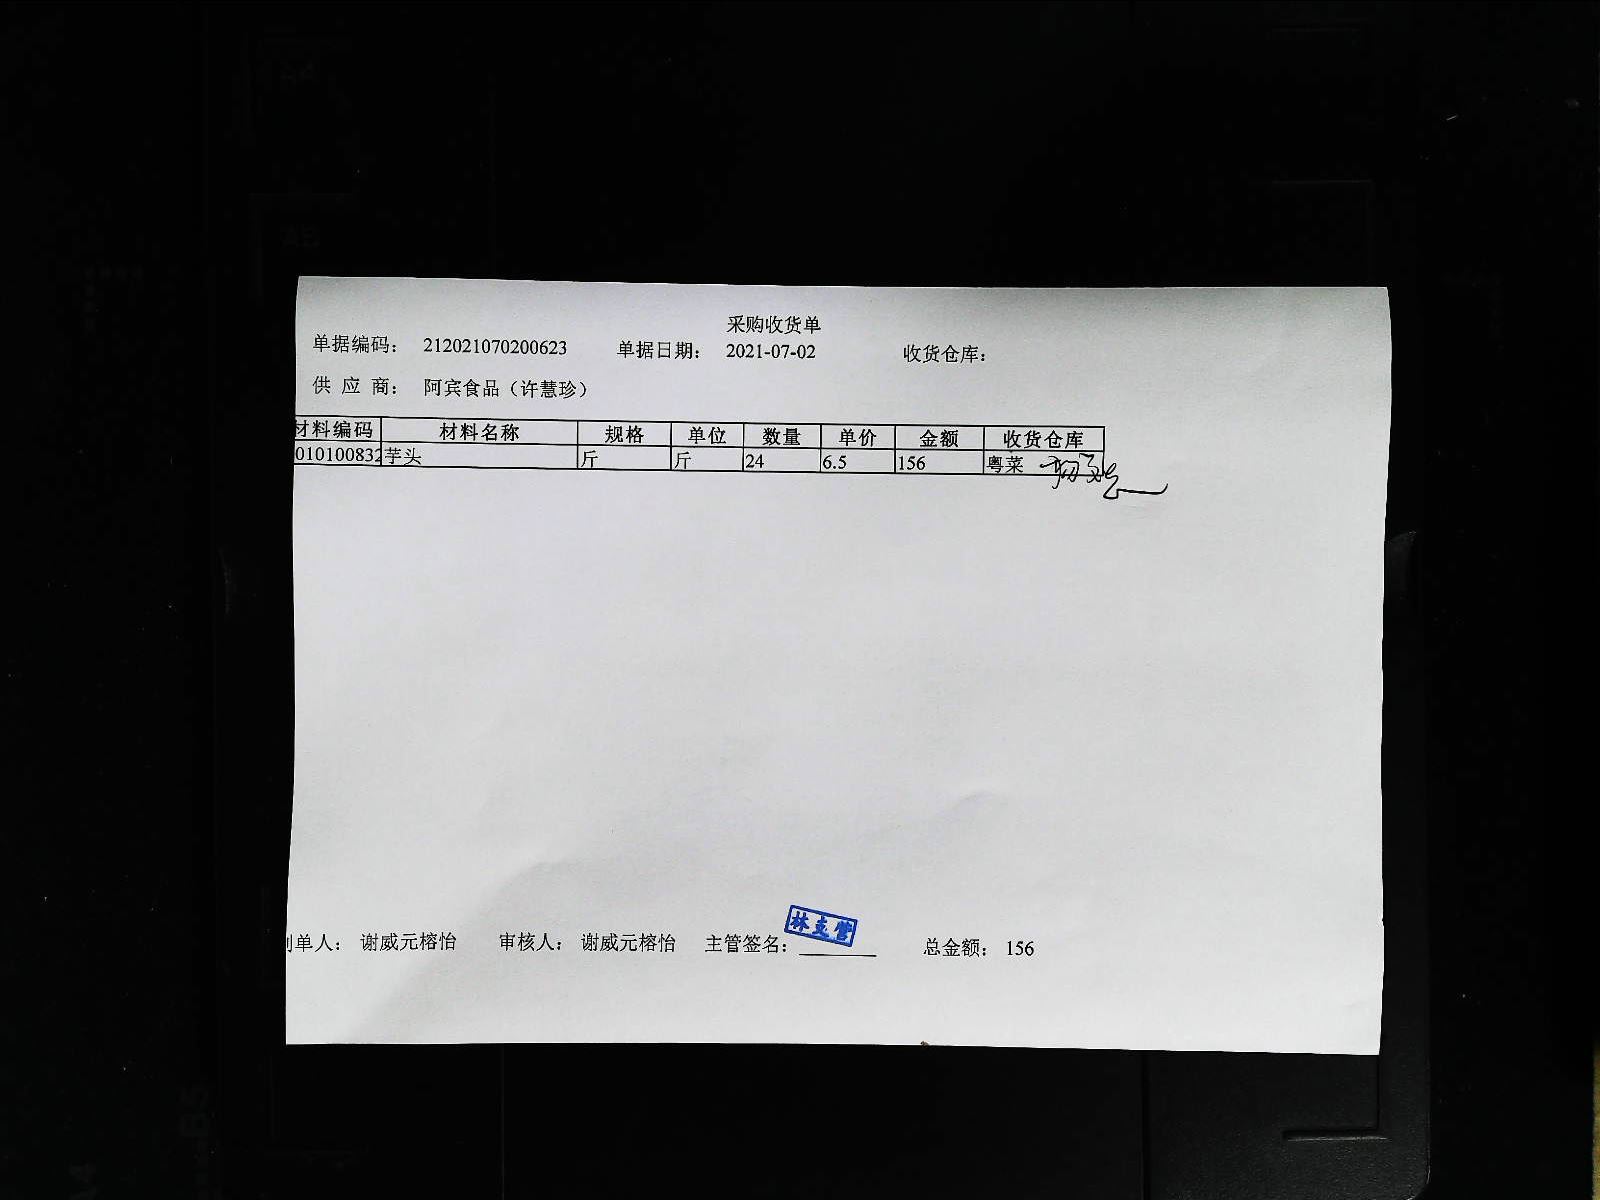 采购收货单
单据编码: 212021070200623 单据日期: 2021-07-02 收货仓库:
供应商: 阿宾食品（许慧珍）
材料编码 材料名称 规格 单位 数量 单价 金额 收货仓库
010100832 芋头 斤 斤 24 6.5 156 粤菜
制单人: 谢威元榕怡 审核人: 谢威元榕怡 主管签名: 总金额: 156